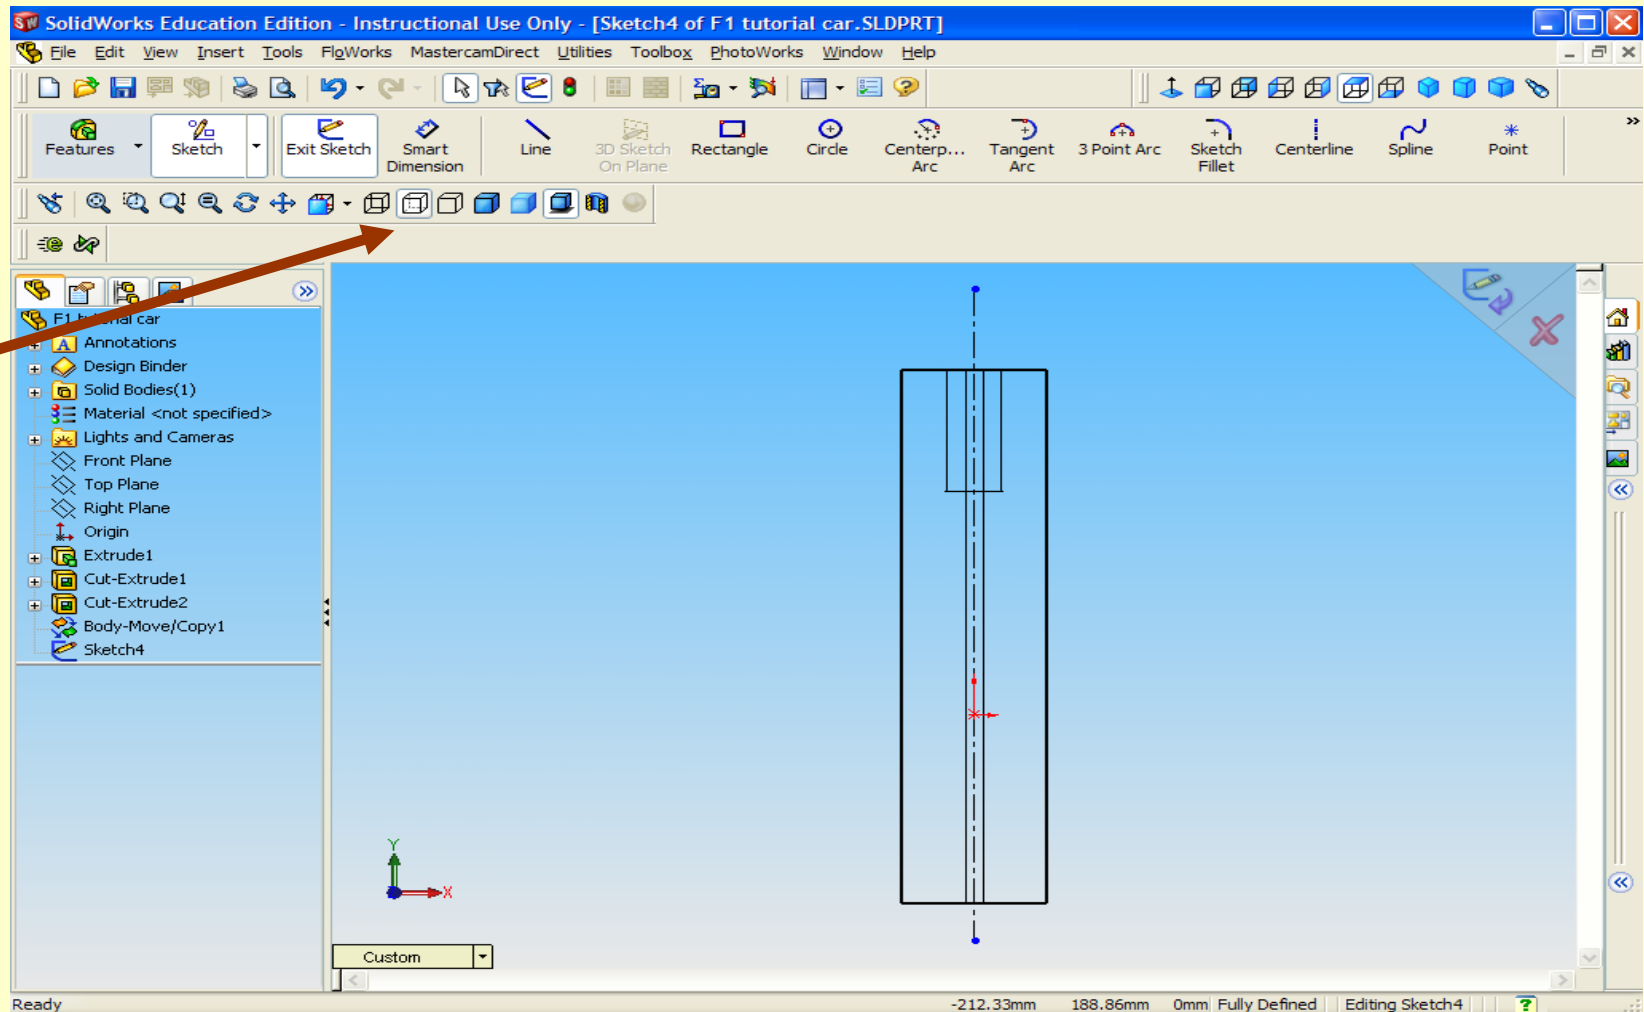 SolidWorks Education Edition - Instructional Use Only - [Sketch4 of F1 tutorial car.SLDPRT]
File Edit View Insert Tools FloWorks MastercamDirect Utilities Toolbox PhotoWorks Window Help
Features Sketch Exit Sketch Smart Dimension Line 3D Sketch On Plane Rectangle Circle Centerp... Arc Tangent Arc 3 Point Arc Sketch Fillet Centerline Spline Point
F1 tutorial car
Annotations
Design Binder
Solid Bodies(1)
Material <not specified>
Lights and Cameras
Front Plane
Top Plane
Right Plane
Origin
Extrude1
Cut-Extrude1
Cut-Extrude2
Body-Move/Copy1
Sketch4
Y
X
Custom
Ready -212.33mm 188.86mm 0mm Fully Defined Editing Sketch4